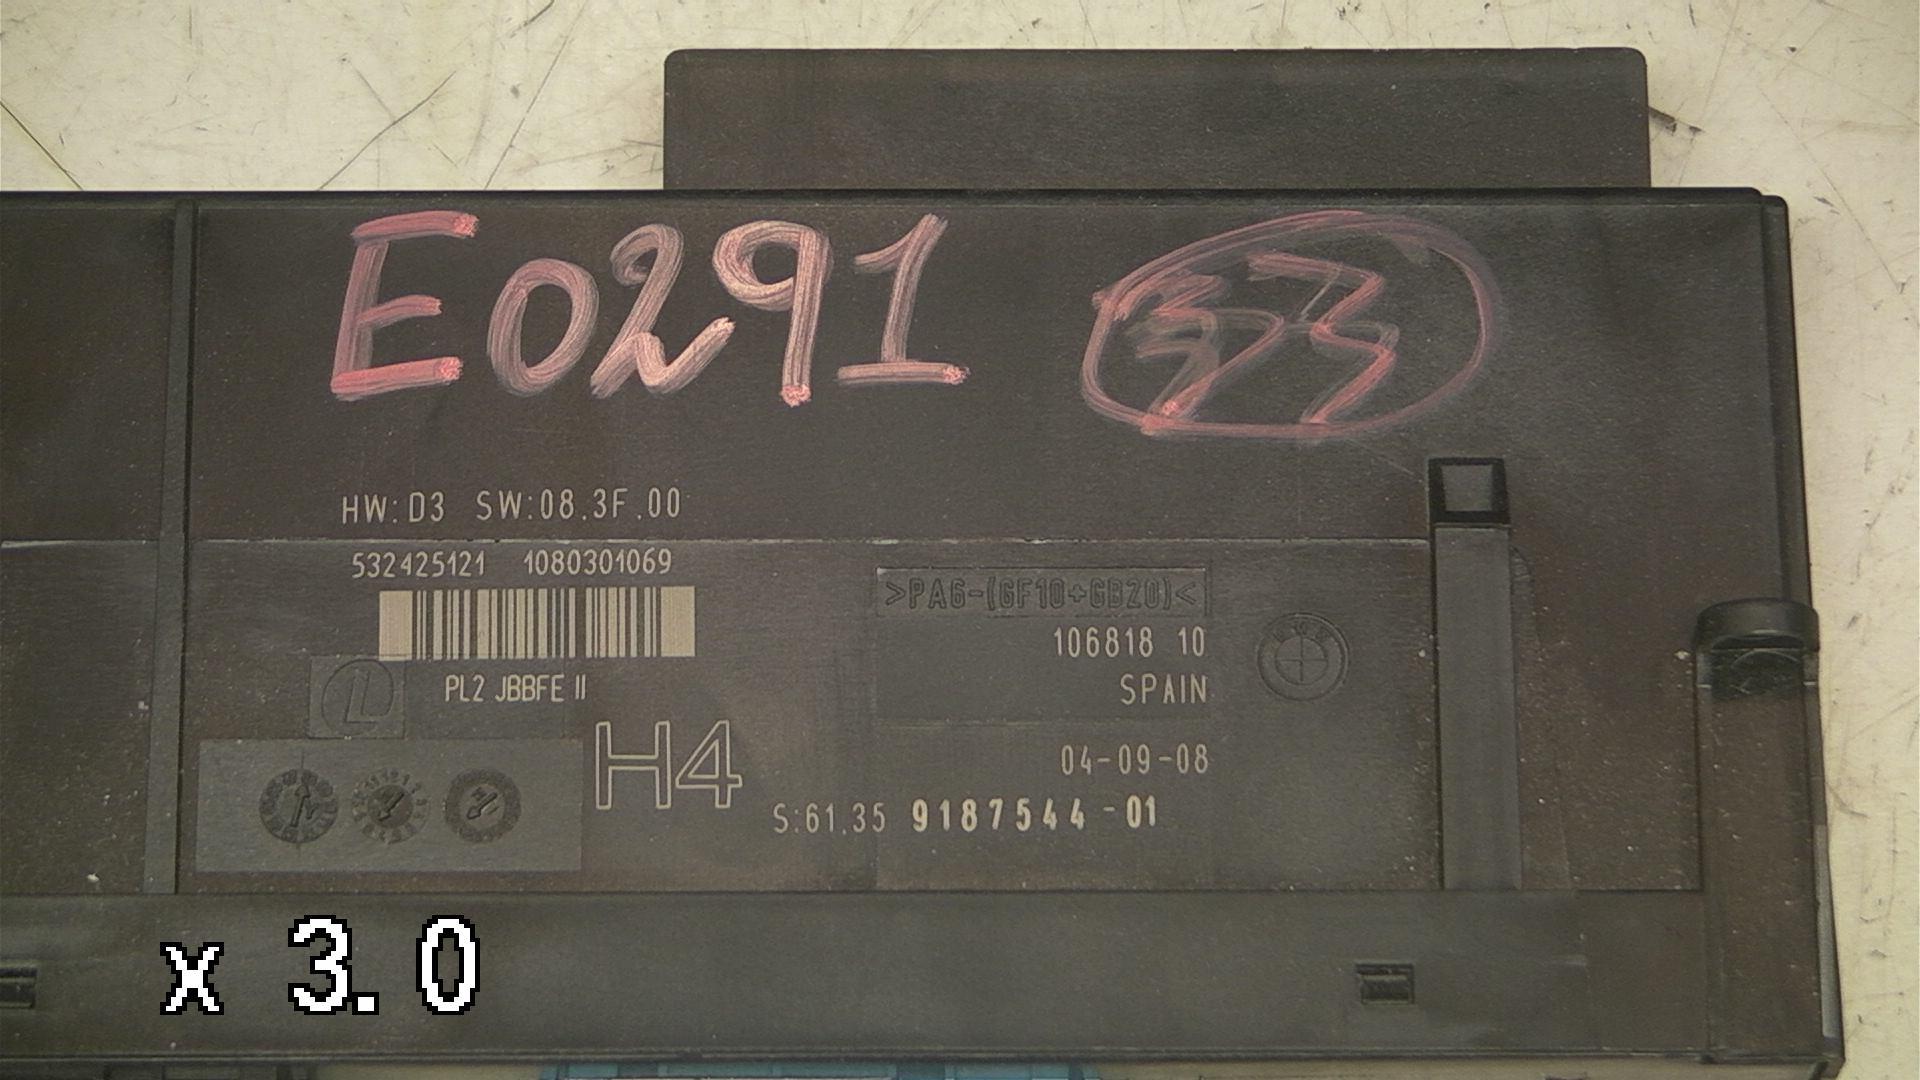 E0291 33
HW:D3 SW:08.3F.00
532425121 1080301069
>PA6-(GF10+GB20)<
106818 10
PL2 JBBFE II
SPAIN
H4
04-09-08
S:61.35 9187544-01
x 3.0